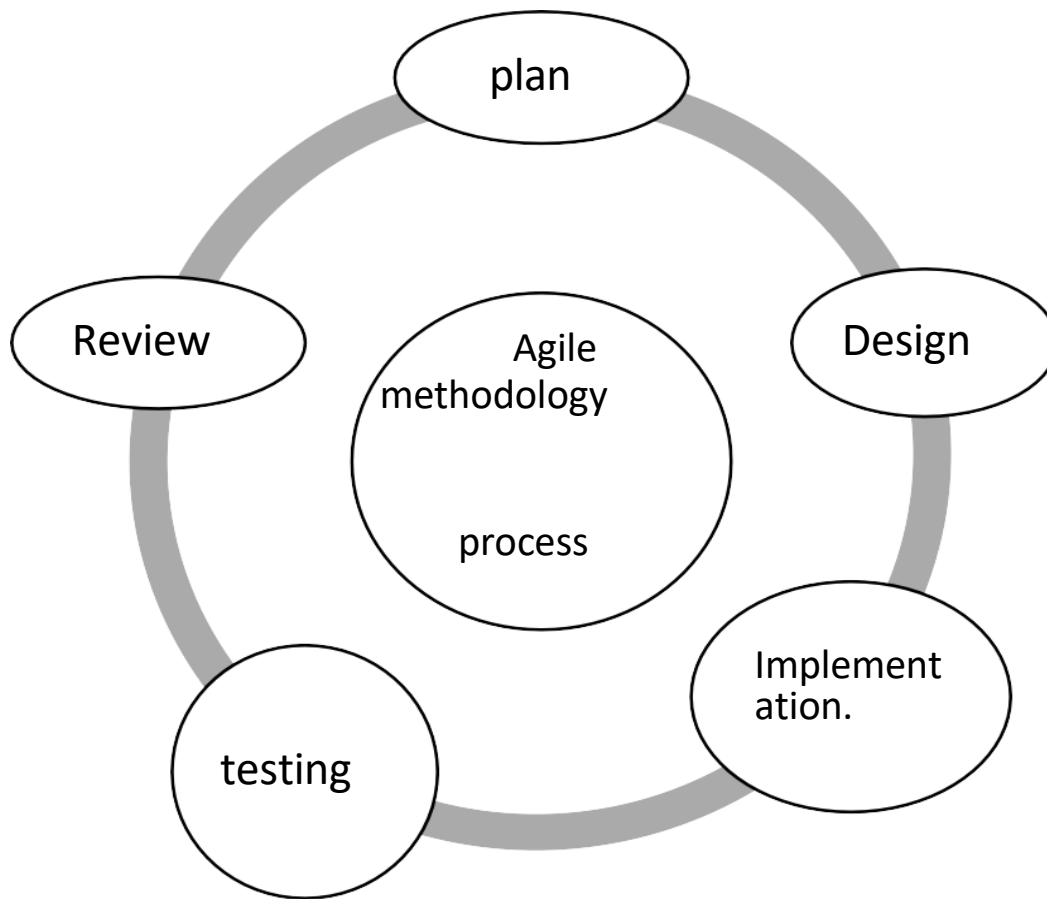 plan
Review
Design
Agile
methodology
process
Implement
ation.
testing